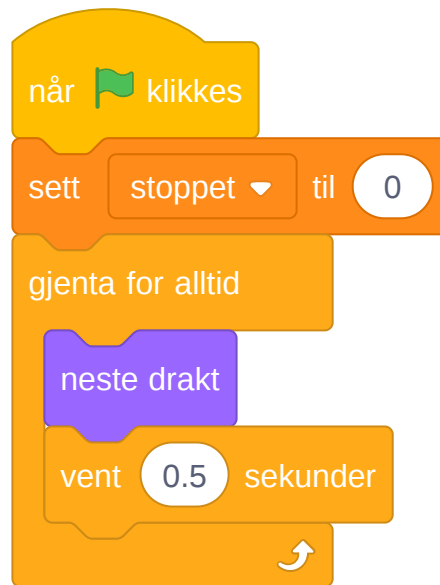 når klikkes
sett stoppet til 0
gjenta for alltid
neste drakt
vent 0.5 sekunder